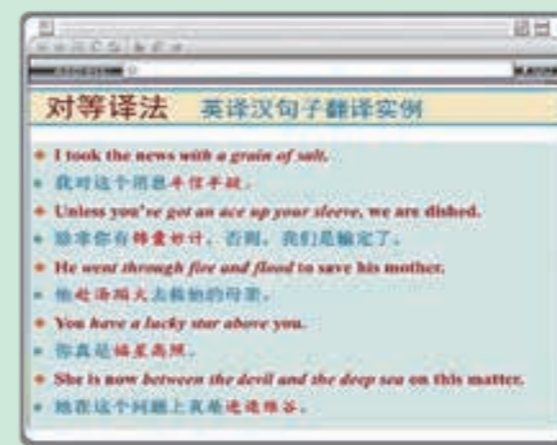 对等译法 英译汉句子翻译实例
I took the news with a grain of salt.
我对这个消息半信半疑。
Unless you've got an ace up your sleeve, we are dished.
除非你有锦囊妙计，否则，我们是输定了。
He went through fire and flood to save his mother.
他赴汤蹈火去救他的母亲。
You have a lucky star above you.
你真是福星高照。
She is now between the devil and the deep sea on this matter.
她在这个问题上真是进退维谷。